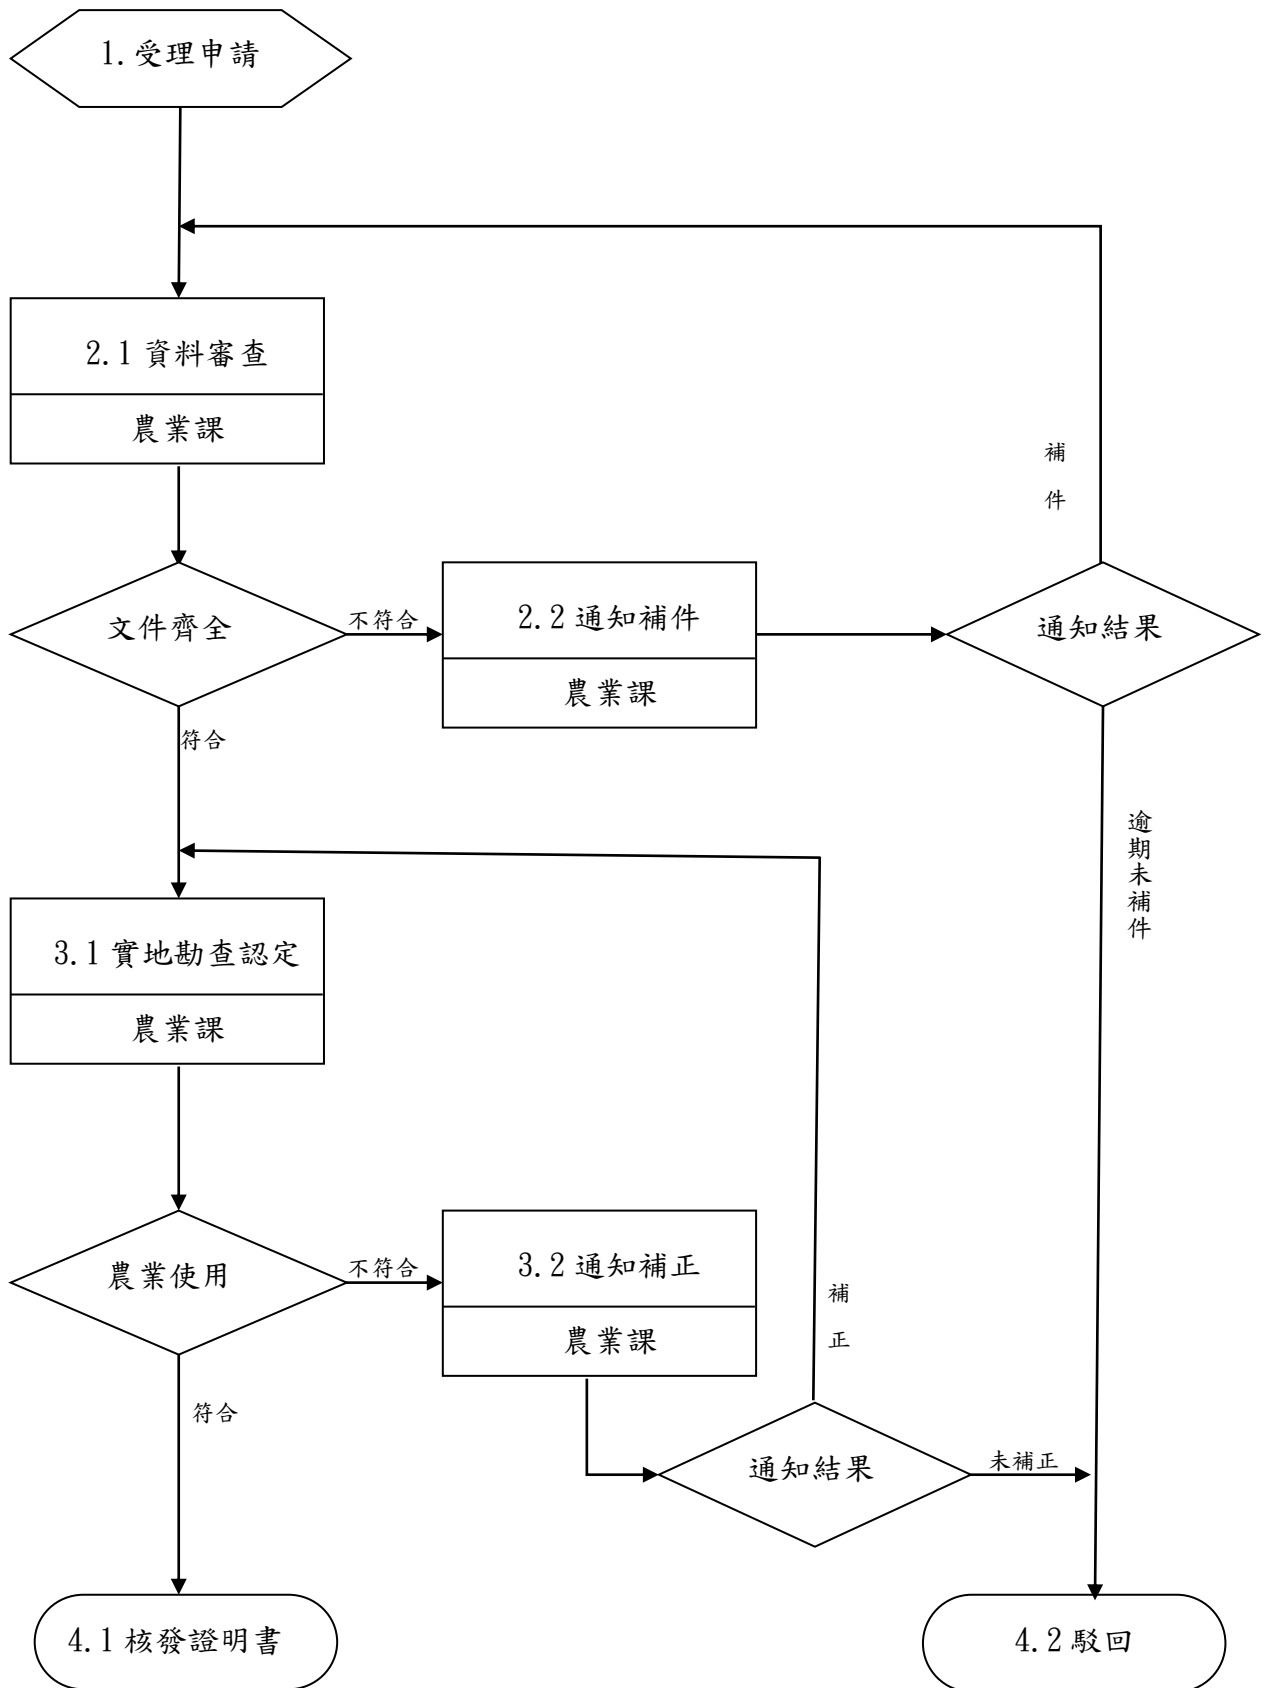 1.受理申請
2.1 資料審查
農業課
補
件
文件齊全
不符合
2.2 通知補件
農業課
通知結果
符合
逾
期
未
補
件
3.1 實地勘查認定
農業課
農業使用
不符合
3.2 通知補正
農業課
補
正
符合
通知結果
未補正
4.1 核發證明書
4.2 駁回